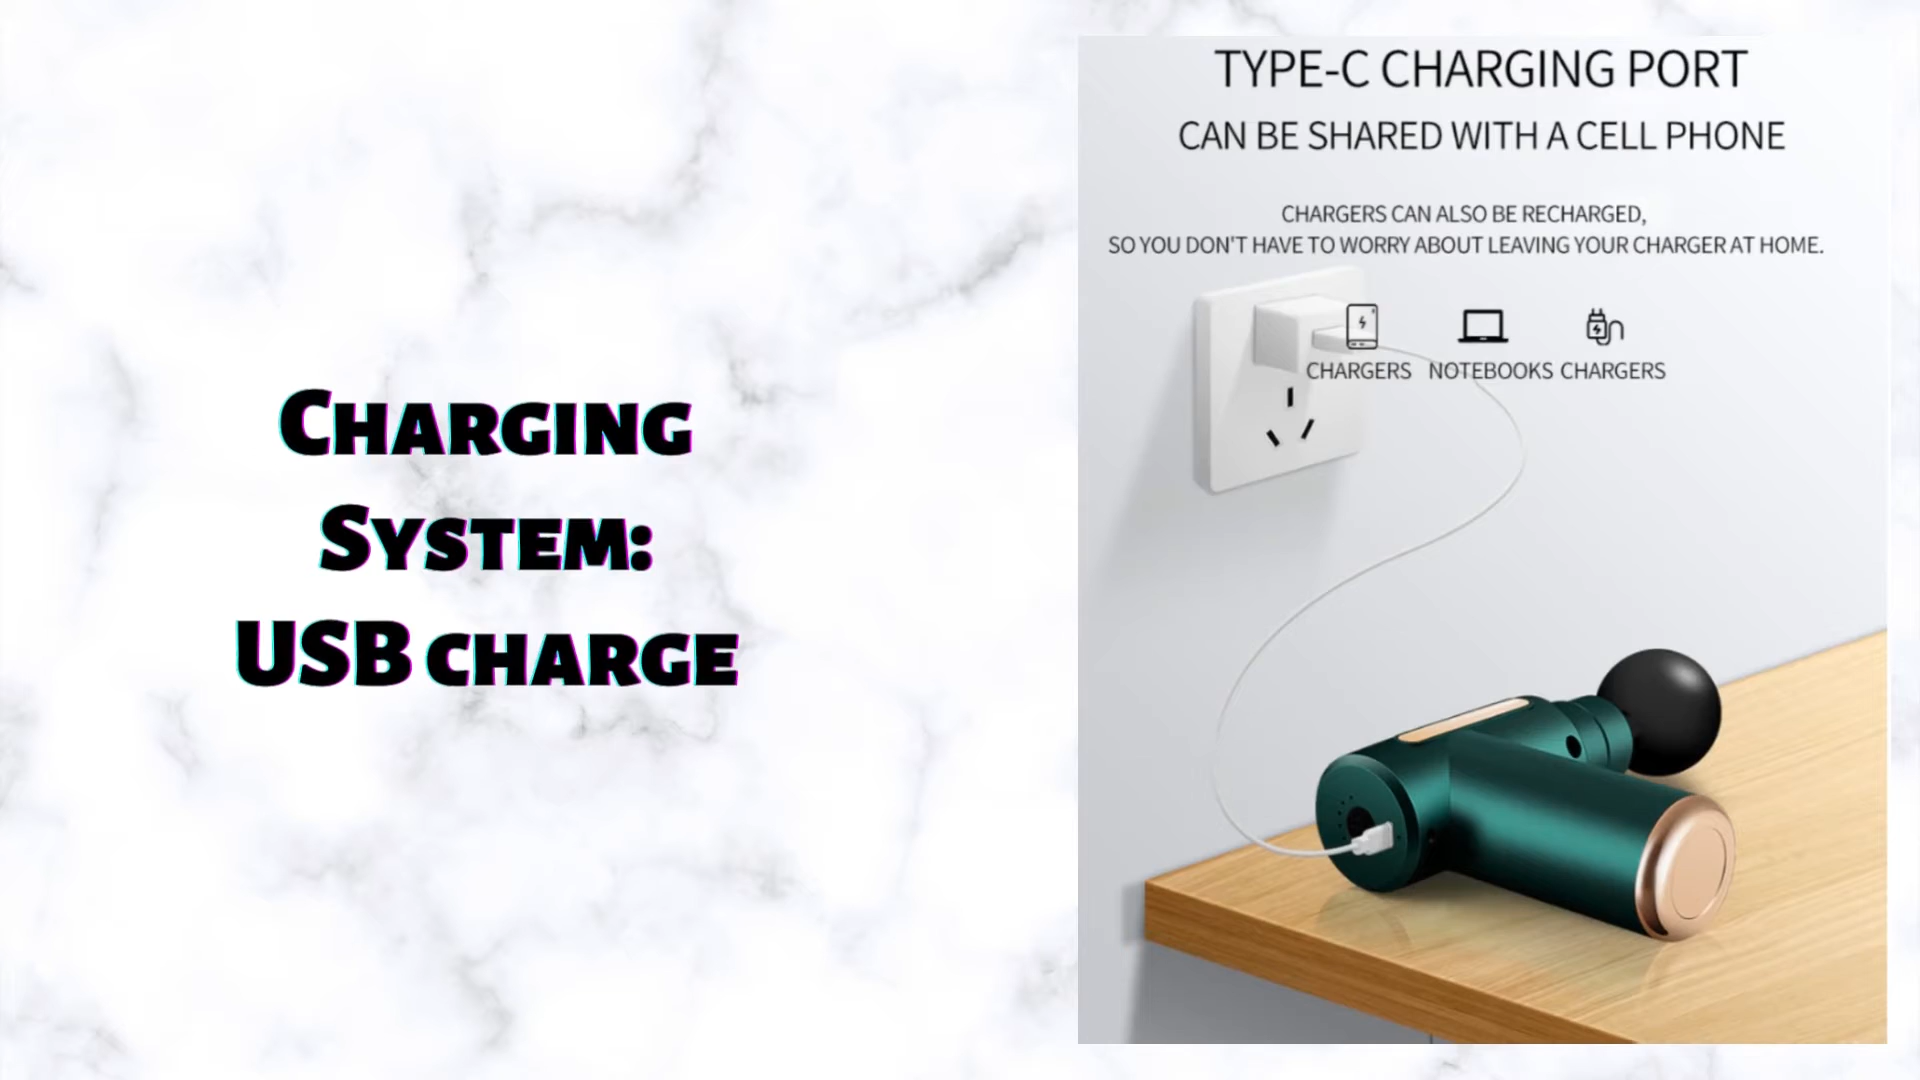 Charging
System:
USB charge
TYPE-C CHARGING PORT
CAN BE SHARED WITH A CELL PHONE
CHARGERS CAN ALSO BE RECHARGED,
SO YOU DON'T HAVE TO WORRY ABOUT LEAVING YOUR CHARGER AT HOME.
CHARGERS NOTEBOOKS CHARGERS